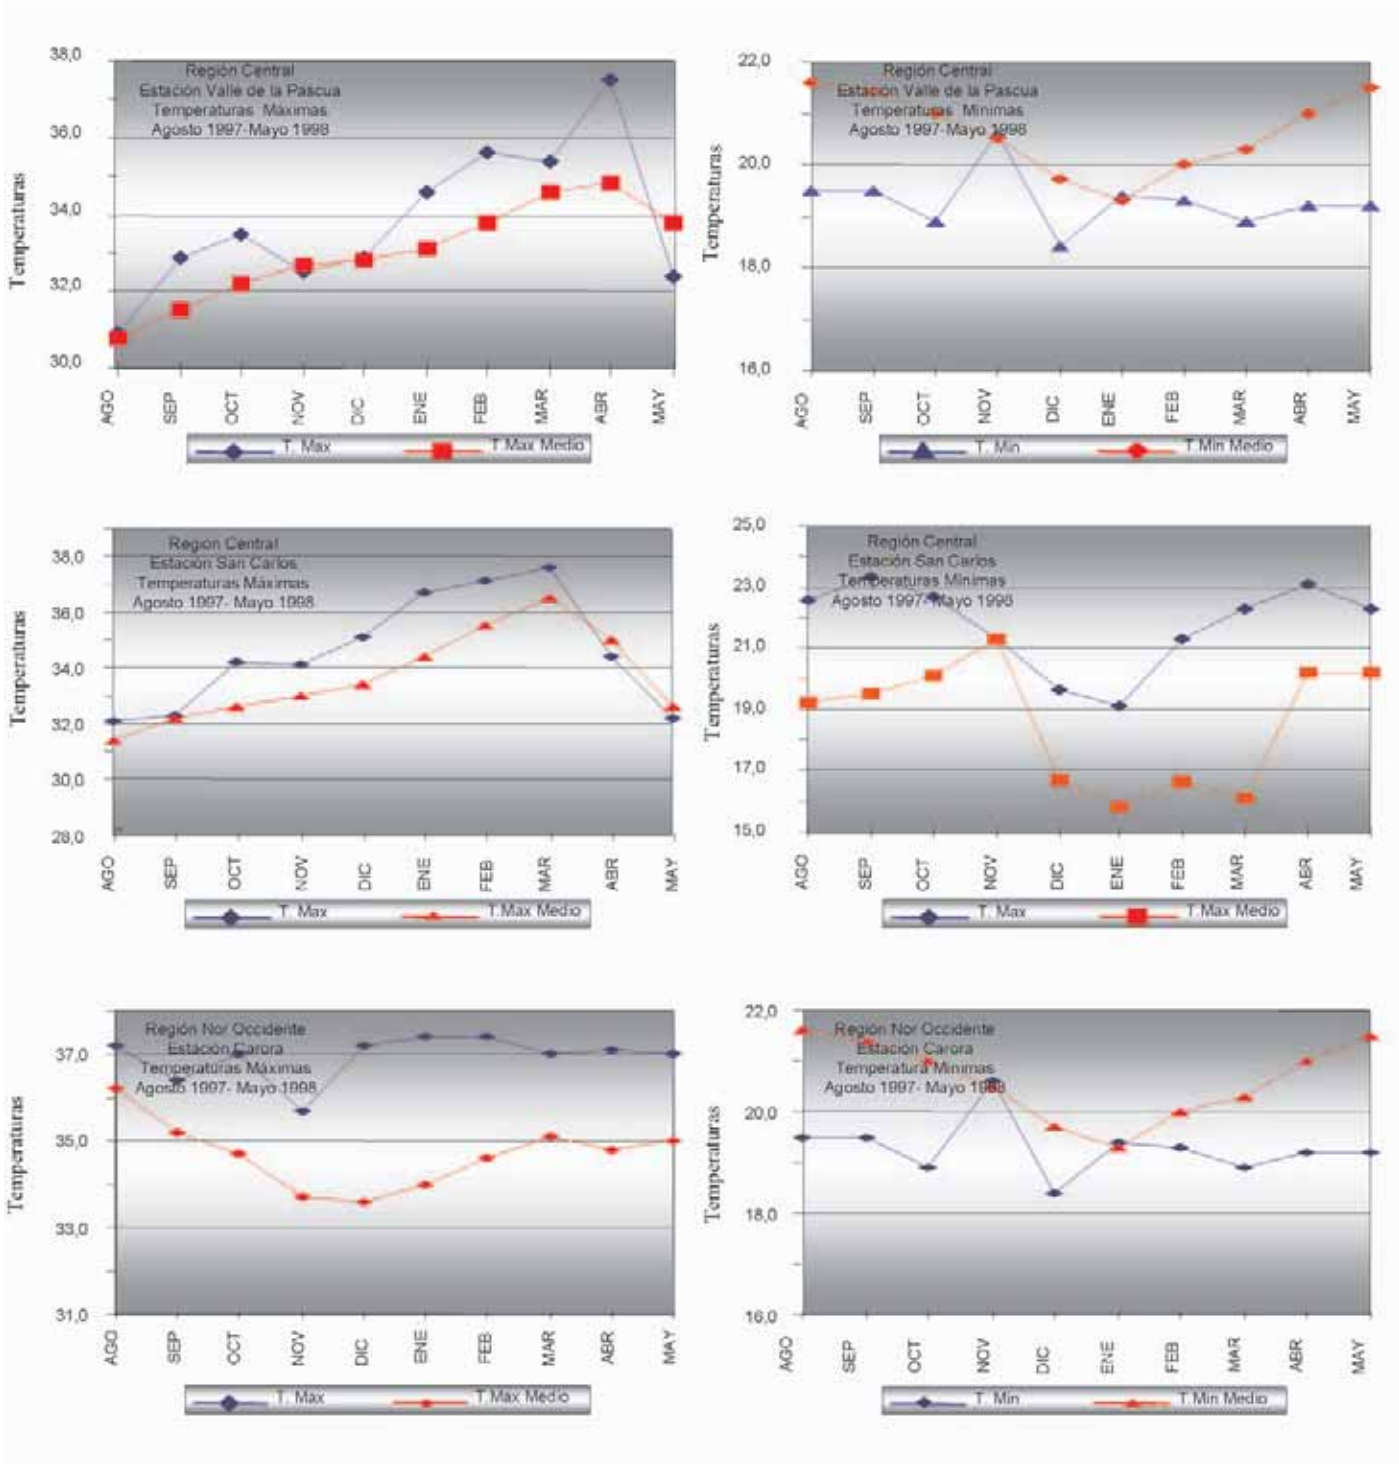 Región Central
Estación Valle de la Pascua
Temperaturas Máximas
Agosto 1997-Mayo 1998
Temperaturas
38,0
36,0
34,0
32,0
30,0
AGO
SEP
OCT
NOV
DIC
ENE
FEB
MAR
ABR
MAY
T. Max
T.Max Medio
Región Central
Estación Valle de la Pascua
Temperaturas Minimas
Agosto 1997-Mayo 1998
Temperaturas
22,0
20,0
18,0
16,0
AGO
SEP
OCT
NOV
DIC
ENE
FEB
MAR
ABR
MAY
T. Min
T.Min Medio
Región Central
Estación San Carlos
Temperaturas Máximas
Agosto 1997- Mayo 1998
Temperaturas
38,0
36,0
34,0
32,0
30,0
28,0
AGO
SEP
OCT
NOV
DIC
ENE
FEB
MAR
ABR
MAY
T. Max
T.Max Medio
Región Central
Estación San Carlos
Temperaturas Minimas
Agosto 1997- Mayo 1998
Temperaturas
25,0
23,0
21,0
19,0
17,0
15,0
AGO
SEP
OCT
NOV
DIC
ENE
FEB
MAR
ABR
MAY
T. Max
T.Max Medio
Región Nor Occidente
Estación Carora
Temperaturas Máximas
Agosto 1997- Mayo 1998
Temperaturas
37,0
35,0
33,0
31,0
AGO
SEP
OCT
NOV
DIC
ENE
FEB
MAR
ABR
MAY
T. Max
T.Max Medio
Región Nor Occidente
Estación Carora
Temperatura Minimas
Agosto 1997- Mayo 1998
Temperaturas
22,0
20,0
18,0
16,0
AGO
SEP
OCT
NOV
DIC
ENE
FEB
MAR
ABR
MAY
T. Min
T.Min Medio